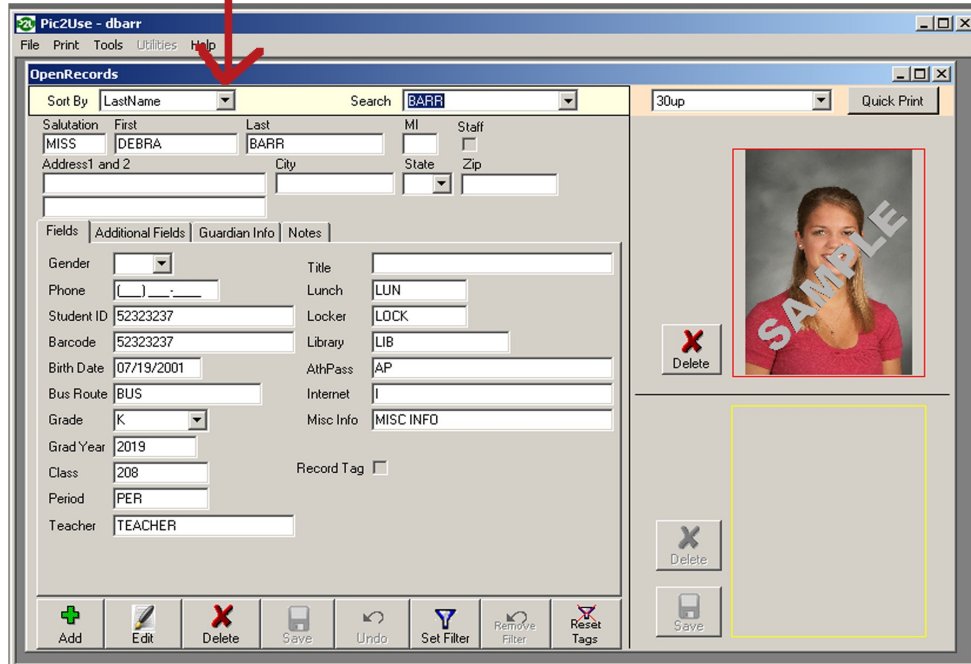 Pic2Use - dbarr
File Print Tools Utilities Help
OpenRecords
Sort By LastName Search BARR 30up Quick Print
Salutation First Last MI Staff
MISS DEBRA BARR
Address1 and 2 City State Zip
Fields Additional Fields Guardian Info Notes
Gender Title
Phone (___) ___-____ Lunch LUN
Student ID 52323237 Locker LOCK
Barcode 52323237 Library LIB
Birth Date 07/19/2001 AthPass AP
Bus Route BUS Internet I
Grade K Misc Info MISC INFO
Grad Year 2019
Class 208 Record Tag
Period PER
Teacher TEACHER
SAMPLE
Delete
Delete
Save
Add Edit Delete Save Undo Set Filter Remove Filter Reset Tags